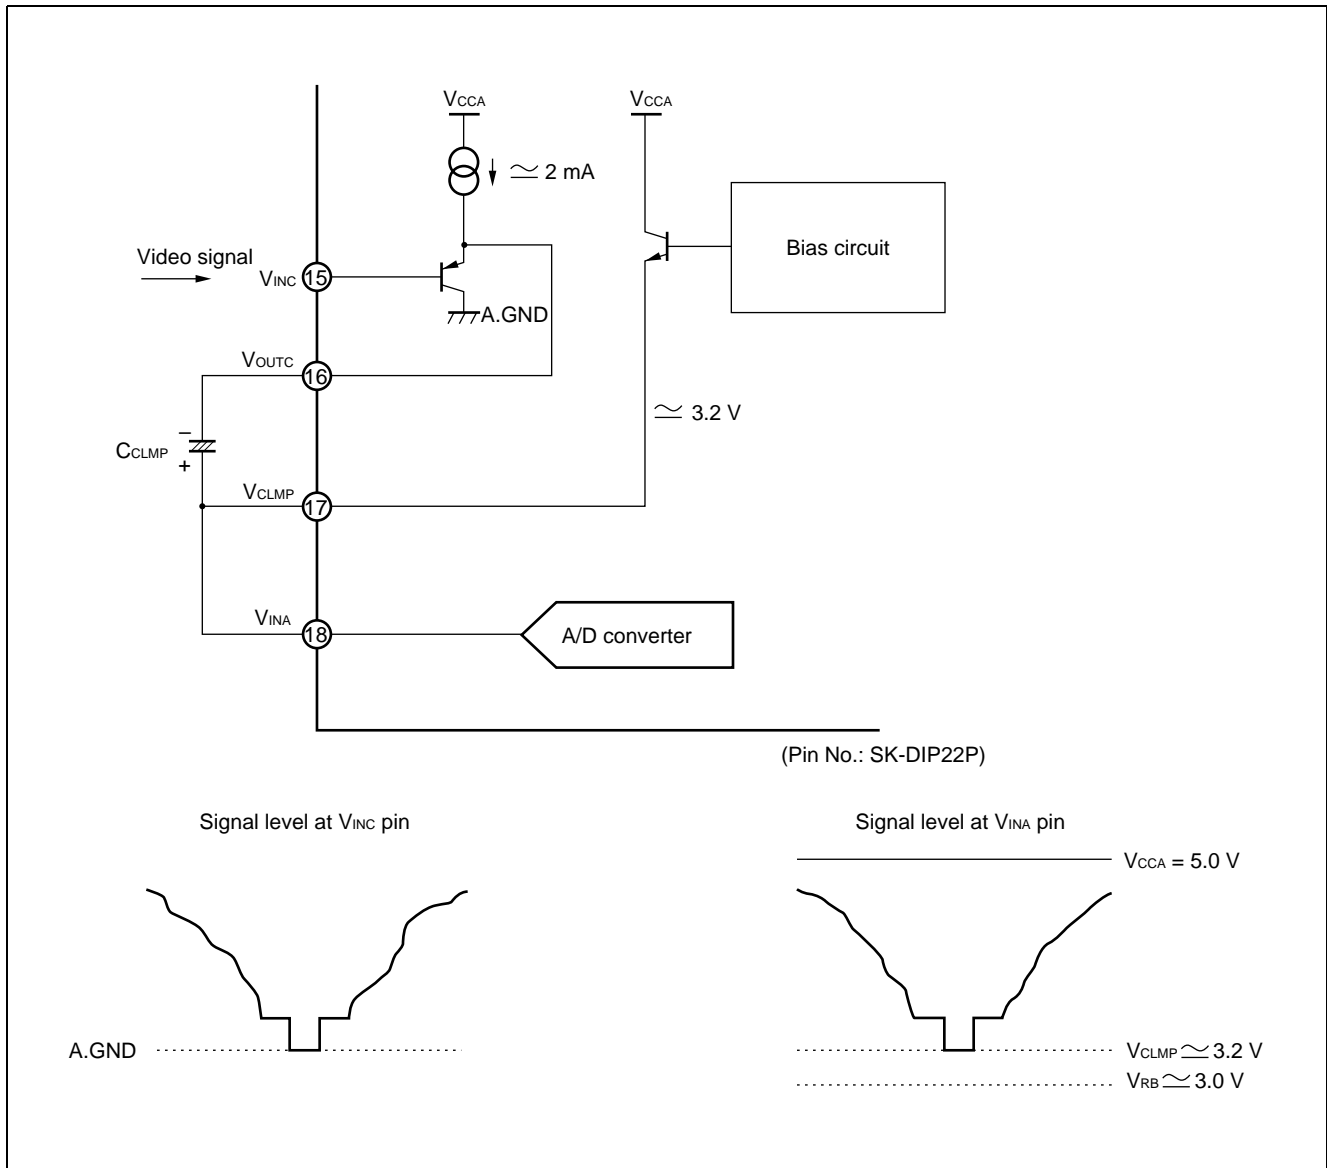 VCCA
VCCA
≃ 2 mA
Bias circuit
Video signal
VINC
15
A.GND
VOUTC
16
≃ 3.2 V
–
CCLMP
+
VCLMP
17
VINA
18
A/D converter
(Pin No.: SK-DIP22P)
Signal level at VINC pin
Signal level at VINA pin
VCCA = 5.0 V
A.GND
VCLMP ≃ 3.2 V
VRB ≃ 3.0 V